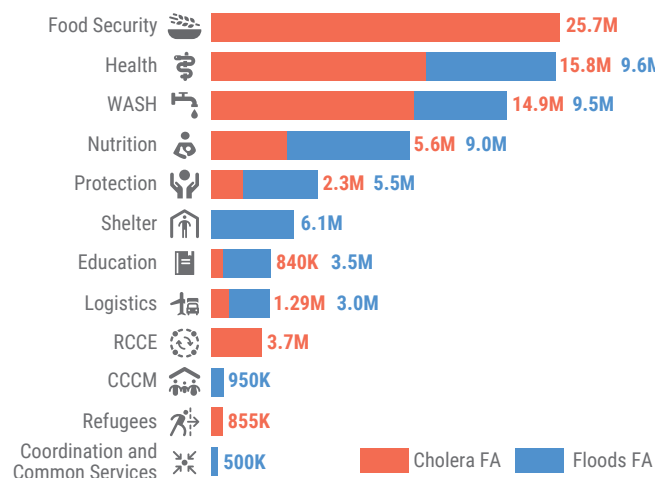 Food Security 25.7M
Health 15.8M 9.6M
WASH 14.9M 9.5M
Nutrition 5.6M 9.0M
Protection 2.3M 5.5M
Shelter 6.1M
Education 840K 3.5M
Logistics 1.29M 3.0M
RCCE 3.7M
CCCM 950K
Refugees 855K
Coordination and
Common Services 500K
Cholera FA Floods FA